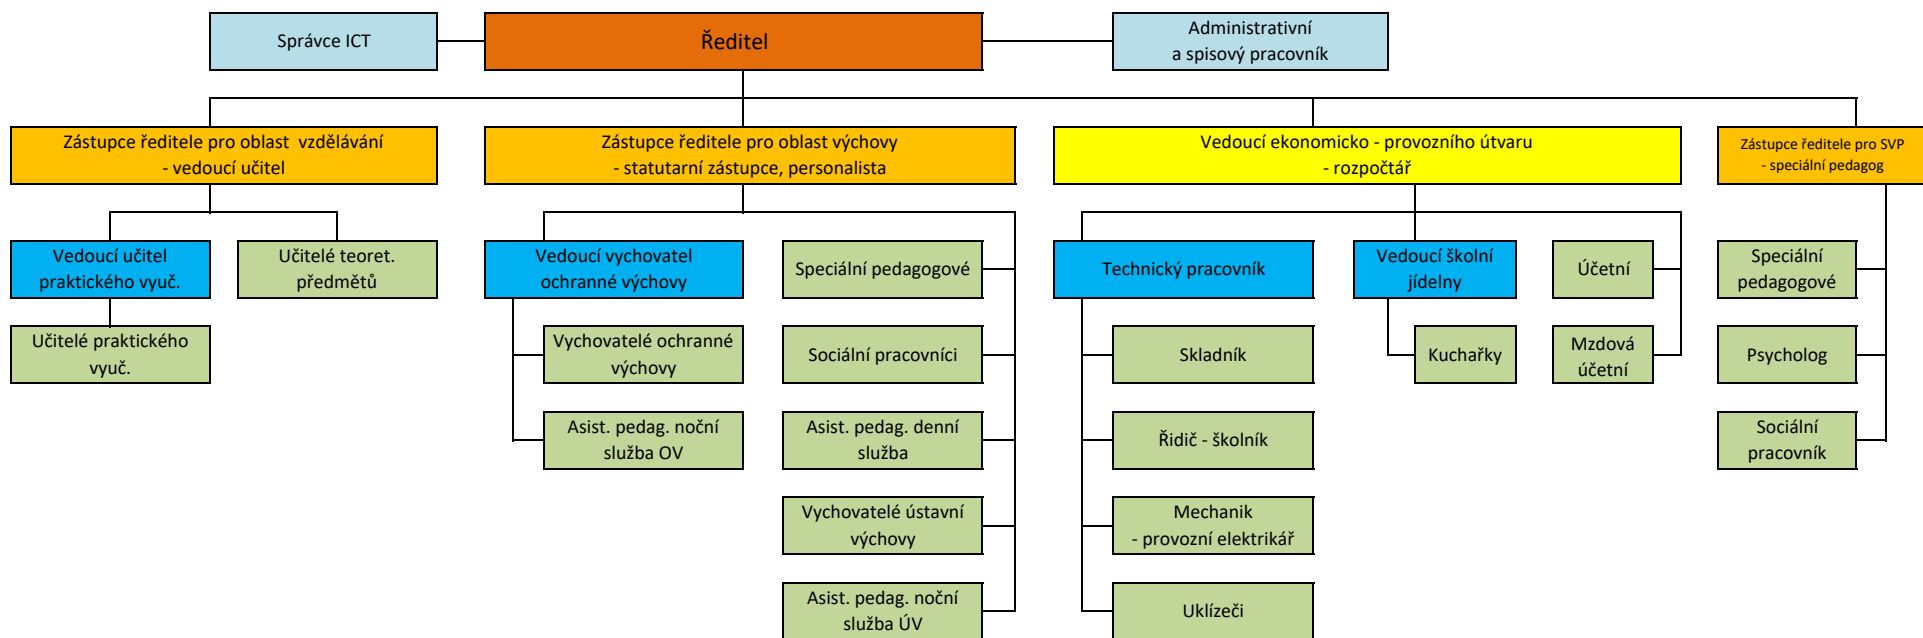 Správce ICT
Ředitel
Administrativní
a spisový pracovník
Zástupce ředitele pro oblast  vzdělávání
- vedoucí učitel
Zástupce ředitele pro oblast výchovy
- statutarní zástupce, personalista
Vedoucí ekonomicko - provozního útvaru
- rozpočtář
Zástupce ředitele pro SVP
- speciální pedagog
Vedoucí učitel
praktického vyuč.
Učitelé teoret.
předmětů
Vedoucí vychovatel
ochranné výchovy
Speciální pedagogové
Technický pracovník
Vedoucí školní
jídelny
Účetní
Speciální
pedagogové
Učitelé praktického
vyuč.
Vychovatelé ochranné
výchovy
Sociální pracovníci
Skladník
Kuchařky
Mzdová
účetní
Psycholog
Asist. pedag. noční
služba OV
Asist. pedag. denní
služba
Řidič - školník
Sociální
pracovník
Vychovatelé ústavní
výchovy
Mechanik
- provozní elektrikář
Asist. pedag. noční
služba ÚV
Uklízeči